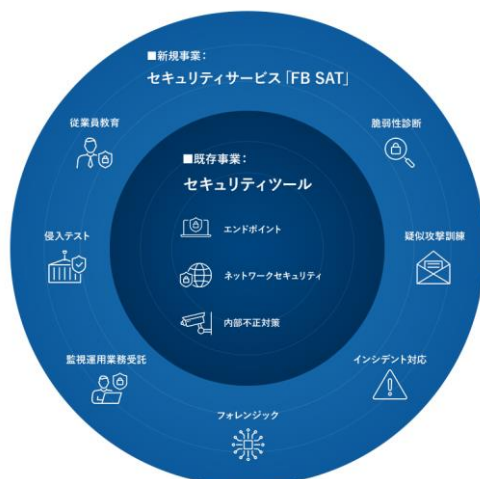 ■新規事業：
セキュリティサービス「FB SAT」
従業員教育
脆弱性診断
■既存事業：
セキュリティツール
エンドポイント
侵入テスト
疑似攻撃訓練
ネットワークセキュリティ
内部不正対策
監視運用業務受託
インシデント対応
フォレンジック